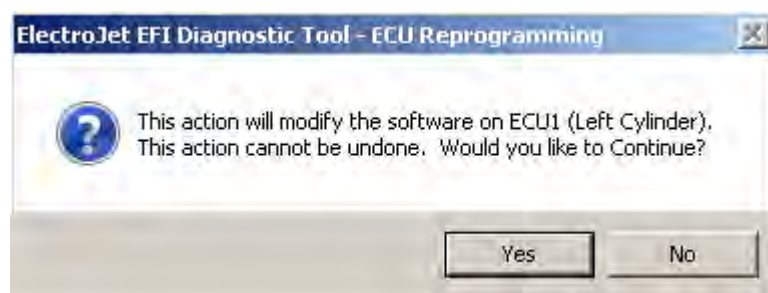 ElectroJet EFI Diagnostic Tool - ECU Reprogramming
This action will modify the software on ECU1 (Left Cylinder).
This action cannot be undone.  Would you like to Continue?
Yes No